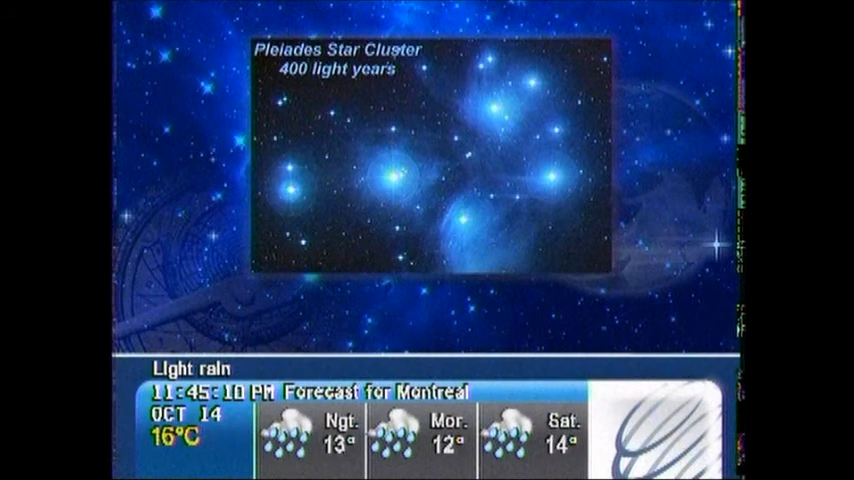 Pleiades Star Cluster
400 light years
Light rain
11:45:10 PM Forecast for Montreal
OCT 14
16°C
Ngt.
13°
Mor.
12°
Sat.
14°